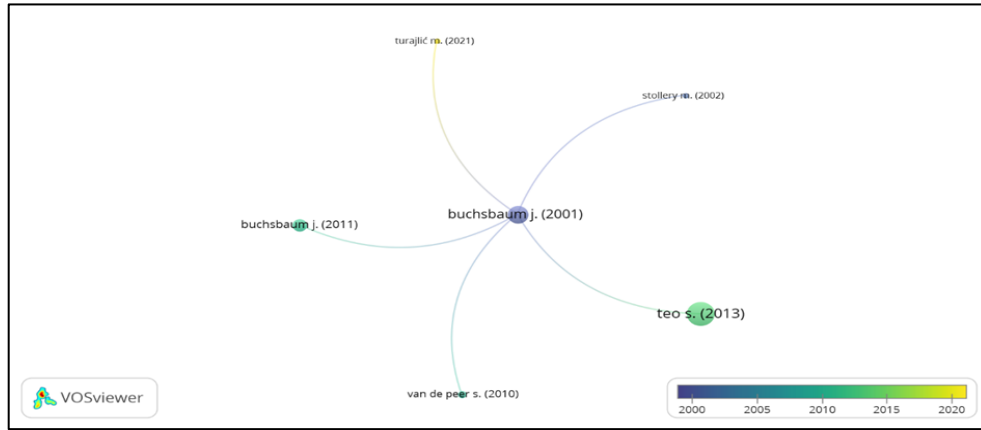 turajlić m. (2021)
stollery m. (2002)
buchsbaum j. (2001)
buchsbaum j. (2011)
teo s. (2013)
van de peer s. (2010)
VOSviewer
2000 2005 2010 2015 2020